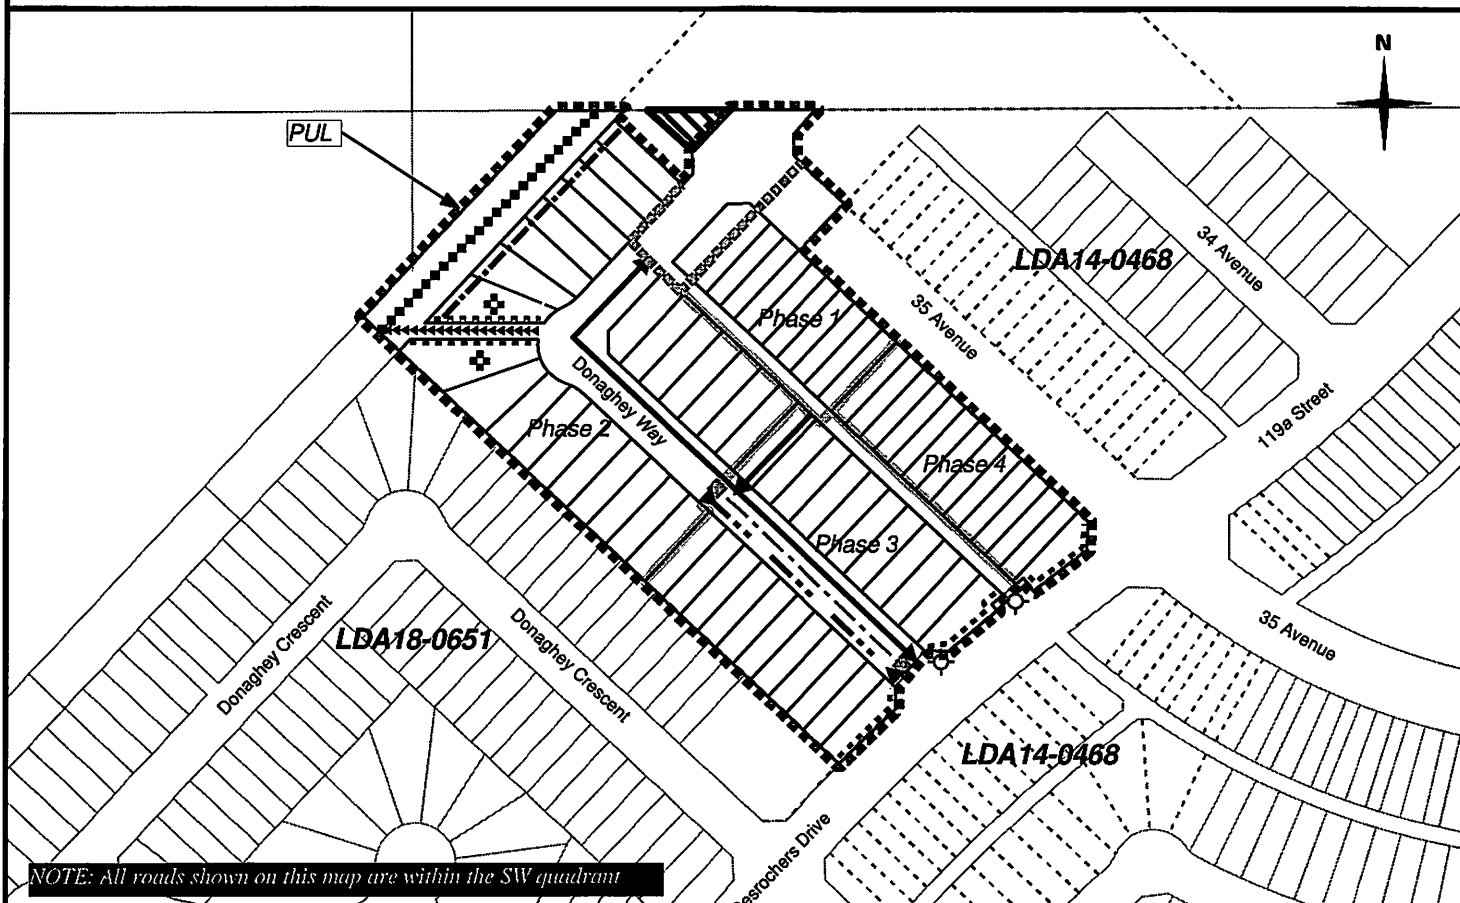 N
PUL
34 Avenue
LDA14-0468
35 Avenue
Phase 1
119a Street
Donaghey Way
Phase 2
Phase 4
Phase 3
35 Avenue
Donaghey Crescent
LDA18-0651
Donaghey Crescent
LDA14-0468
Desrochers Drive
NOTE: All roads shown on this map are within the SW quadrant